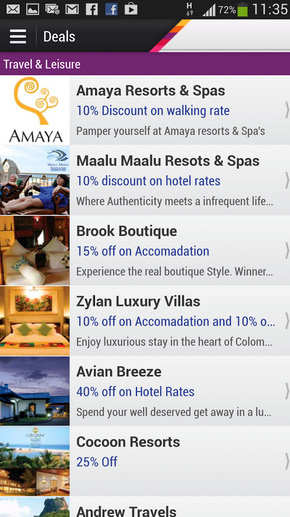 H
72% 11:35
Deals
Travel & Leisure
Amaya Resorts & Spas
10% Discount on walking rate
Pamper yourself at Amaya resorts & Spa's
AMAYA
Maalu Maalu Resots & Spas
10% discount on hotel rates
Where Authenticity meets a infrequent life...
Brook Boutique
15% off on Accomadation
Experience the real boutique Style. Winner...
Zylan Luxury Villas
10% off on Accomadation and 10% o...
Enjoy luxurious stay in the heart of Colom...
Avian Breeze
40% off on Hotel Rates
Spend your well deserved get away in a lu...
Cocoon Resorts
25% Off
Andrew Travels